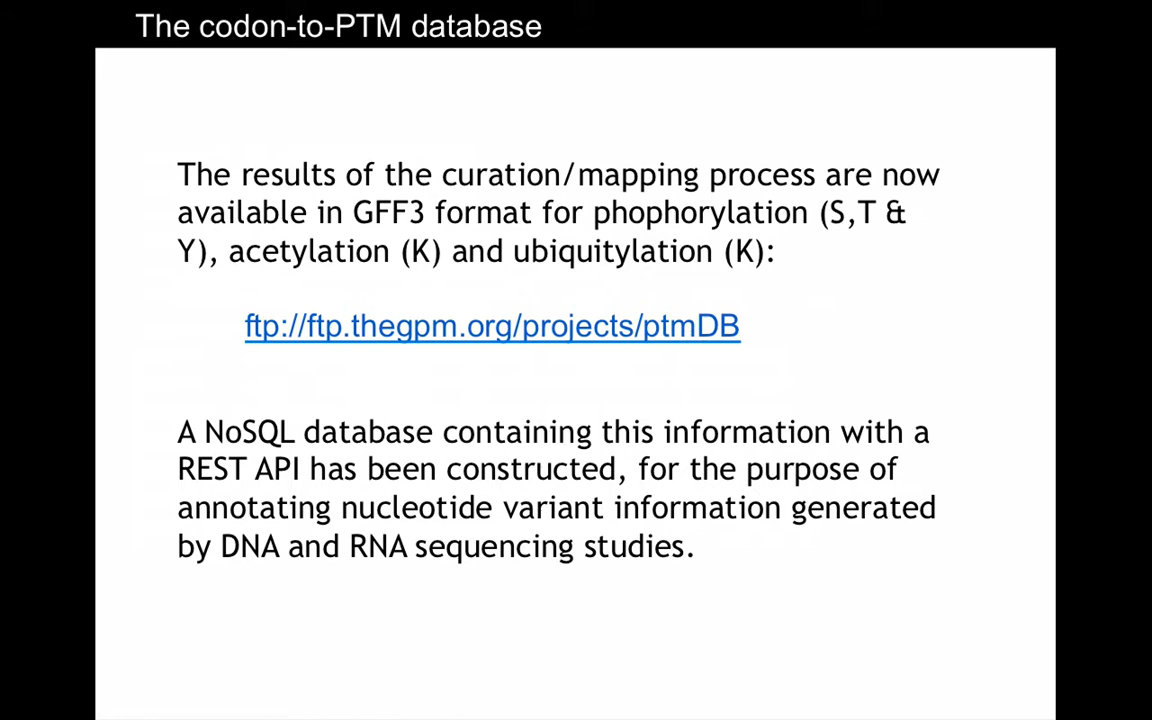 The codon-to-PTM database
The results of the curation/mapping process are now
available in GFF3 format for phophorylation (S,T &
Y), acetylation (K) and ubiquitylation (K):
ftp://ftp.thegpm.org/projects/ptmDB
A NoSQL database containing this information with a
REST API has been constructed, for the purpose of
annotating nucleotide variant information generated
by DNA and RNA sequencing studies.